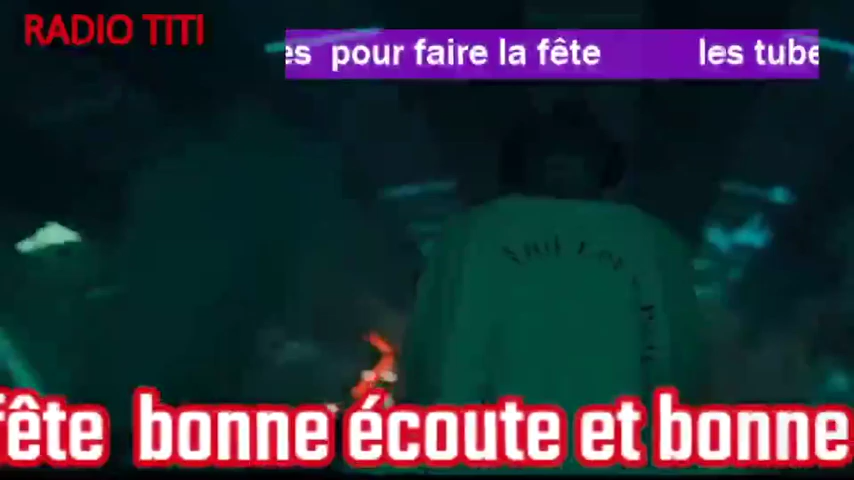 RADIO TITI
es pour faire la fête les tube
fête bonne écoute et bonne